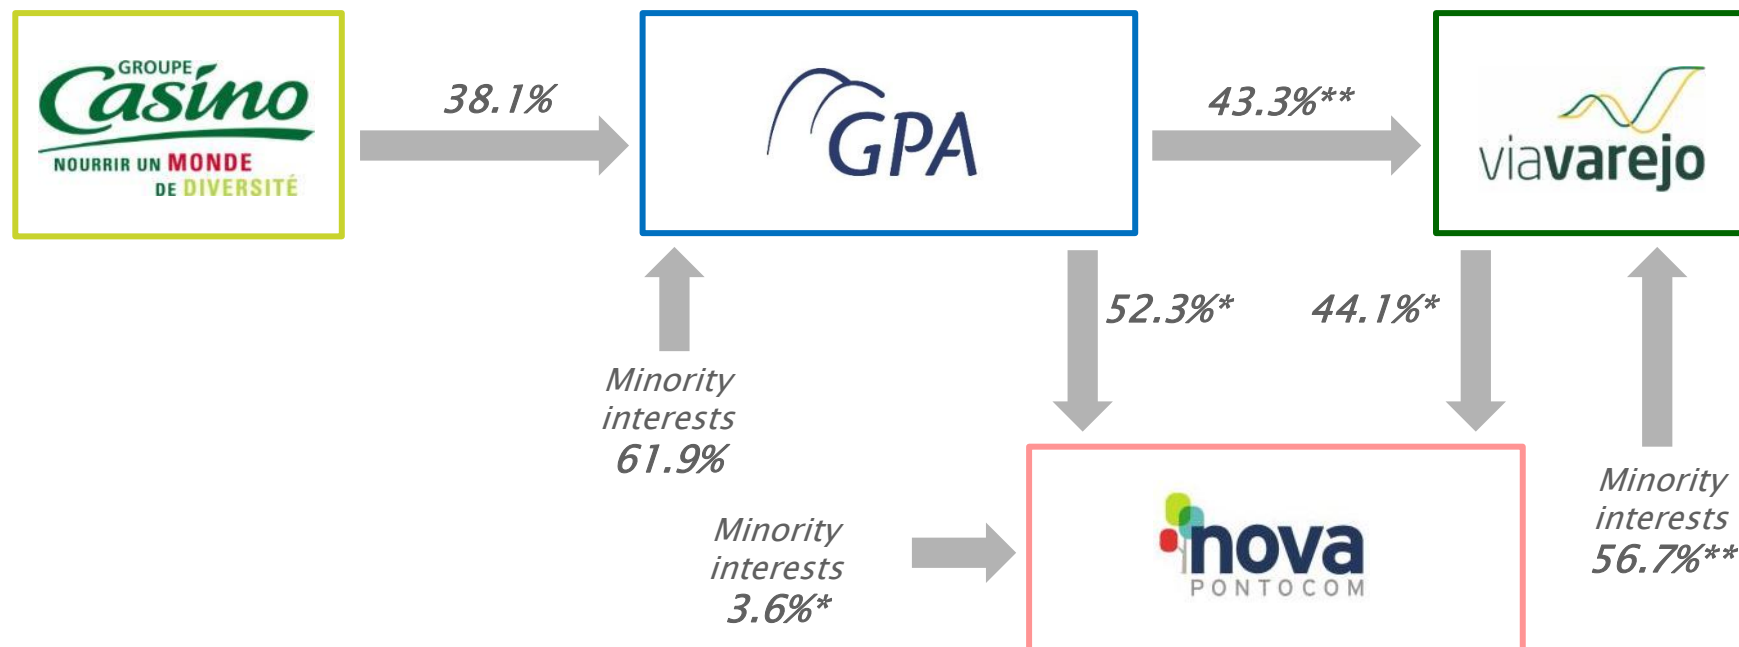 GROUPE
Casino
NOURRIR UN MONDE
DE DIVERSITÉ
38.1%
GPA
43.3%**
viavarejo
52.3%*
44.1%*
Minority
interests
61.9%
Minority
interests
3.6%*
nova
PONTOCOM
Minority
interests
56.7%**